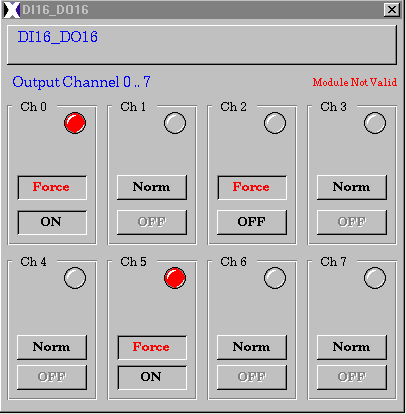 DI16_DO16
DI16_DO16
Output Channel 0 .. 7 Module Not Valid
Ch 0 Ch 1 Ch 2 Ch 3
Force Norm Force Norm
ON OFF OFF OFF
Ch 4 Ch 5 Ch 6 Ch 7
Norm Force Norm Norm
OFF ON OFF OFF